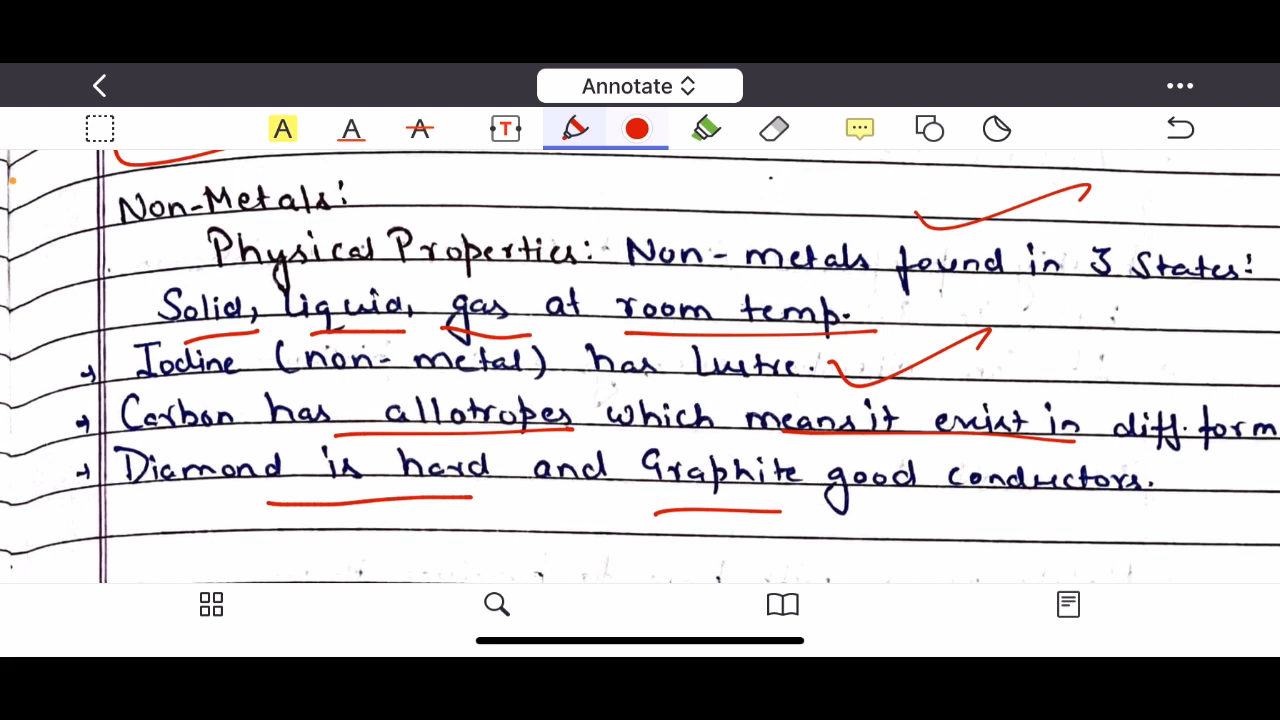 Annotate
A A A T
Non-Metals:
Physical Properties: Non-metals found in 3 States:
Solid, liquid, gas at room temp.
→ Iodine (non-metal) has lustre.
→ Carbon has allotropes which means it exist in diff. form
→ Diamond is hard and Graphite good conductors.